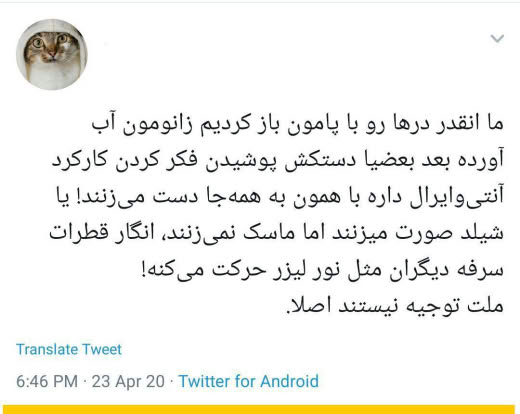 ما انقدر درها رو با پامون باز کردیم زانومون آب
آورده بعد بعضیا دستکش پوشیدن فکر کردن کارکرد
آنتی‌وایرال داره با همون به همه‌جا دست می‌زنند! یا
شیلد صورت میزنند اما ماسک نمی‌زنند، انگار قطرات
سرفه دیگران مثل نور لیزر حرکت می‌کنه!
ملت توجیه نیستند اصلا.
Translate Tweet
6:46 PM · 23 Apr 20 · Twitter for Android